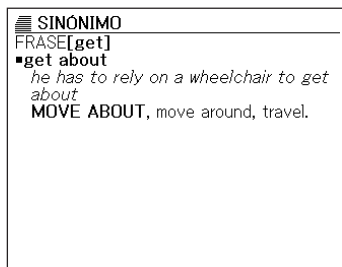 SINÓNIMO
FRASE[get]
▪get about
he has to rely on a wheelchair to get
about
MOVE ABOUT, move around, travel.